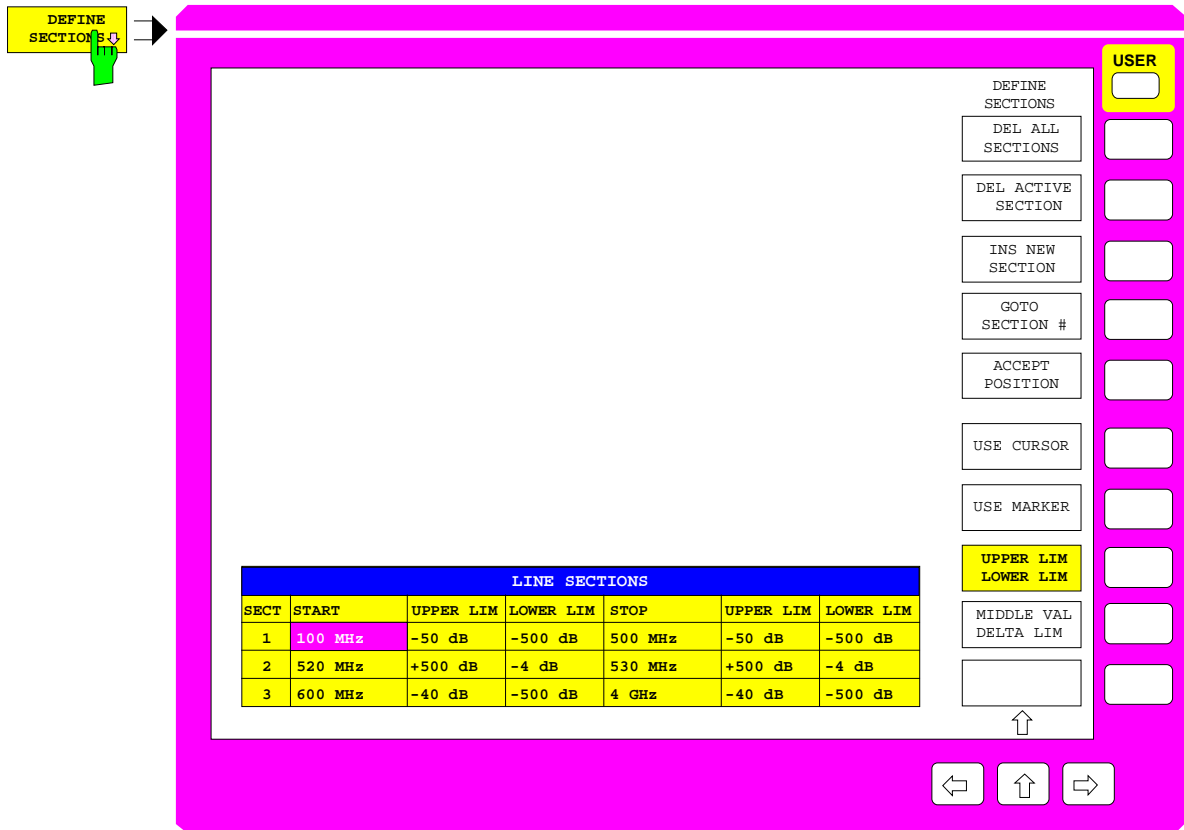 DEFINE
SECTIONS
USER
DEFINE
SECTIONS
DEL ALL
SECTIONS
DEL ACTIVE
SECTION
INS NEW
SECTION
GOTO
SECTION #
ACCEPT
POSITION
USE CURSOR
USE MARKER
UPPER LIM
LOWER LIM
MIDDLE VAL
DELTA LIM
LINE SECTIONS
SECT START UPPER LIM LOWER LIM STOP UPPER LIM LOWER LIM
1 100 MHz -50 dB -500 dB 500 MHz -50 dB -500 dB
2 520 MHz +500 dB -4 dB 530 MHz +500 dB -4 dB
3 600 MHz -40 dB -500 dB 4 GHz -40 dB -500 dB